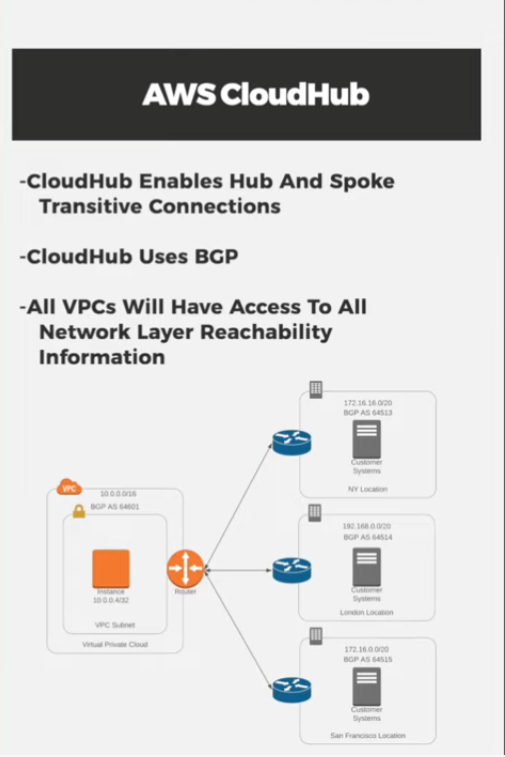 AWS CloudHub
-CloudHub Enables Hub And Spoke
Transitive Connections
-CloudHub Uses BGP
-All VPCs Will Have Access To All
Network Layer Reachability
Information
172.16.16.0/20
BGP AS 64513
Customer
Systems
NY Location
VPC
10.0.0.0/16
BGP AS 64601
Instance
10.0.0.4/32
VPC Subnet
Virtual Private Cloud
Router
192.168.0.0/20
BGP AS 64514
Customer
Systems
London Location
172.16.0.0/20
BGP AS 64515
Customer
Systems
San Francisco Location